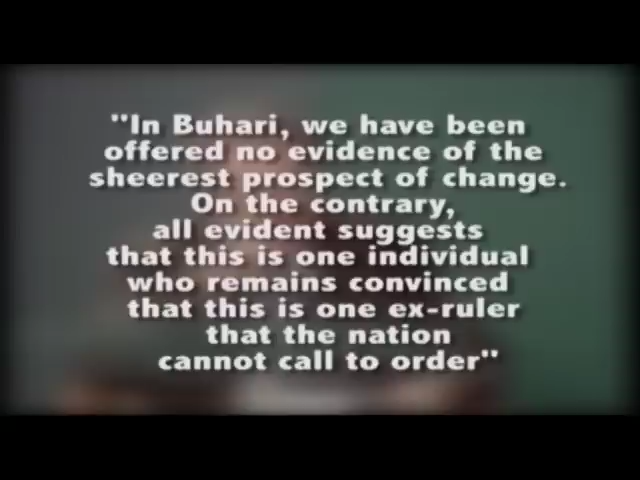 "In Buhari, we have been
offered no evidence of the
sheerest prospect of change.
On the contrary,
all evident suggests
that this is one individual
who remains convinced
that this is one ex-ruler
that the nation
cannot call to order"